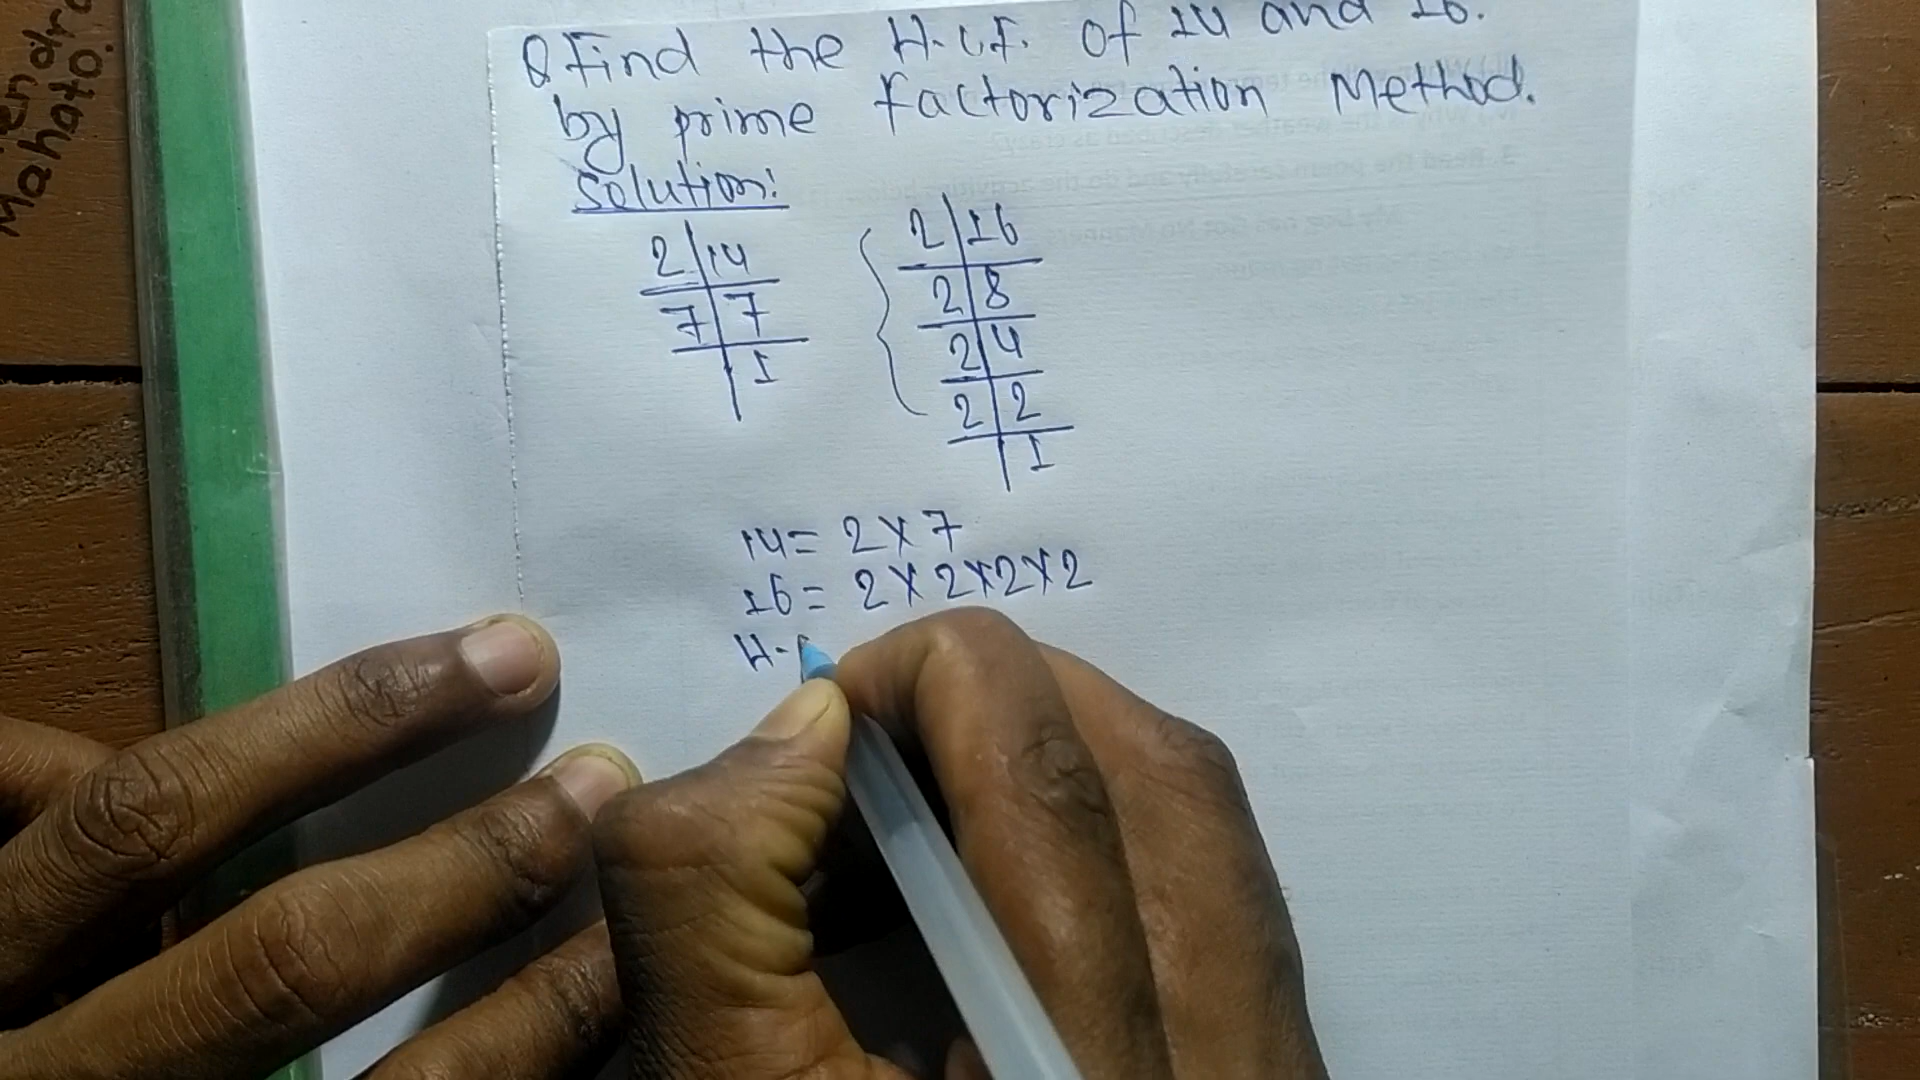 Q Find the H.C.F. of 14 and 16.
by prime factorization Method.
Solution:
2 14
7 7
1
2 16
2 8
2 4
2 2
1
14 = 2 × 7
16 = 2 × 2 × 2 × 2
H.
Mahato.